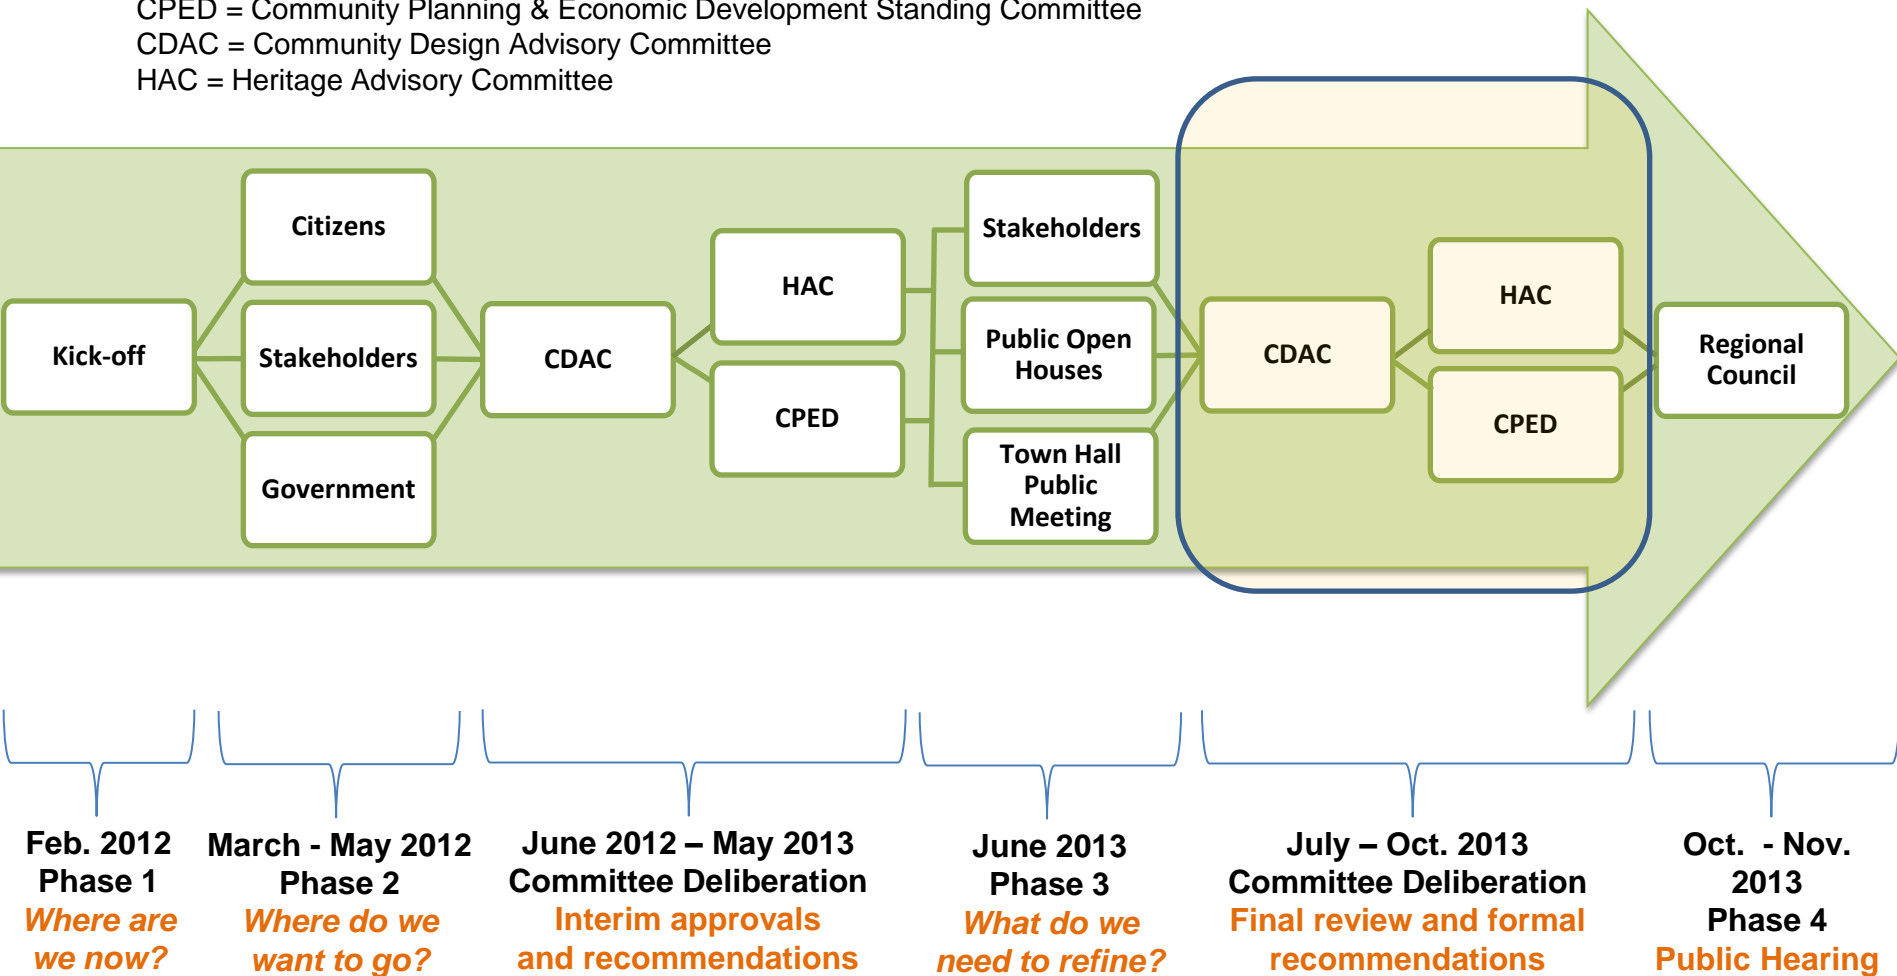 CPED = Community Planning & Economic Development Standing Committee
CDAC = Community Design Advisory Committee
HAC = Heritage Advisory Committee
Kick-off
Citizens
Stakeholders
Government
CDAC
HAC
CPED
Stakeholders
Public Open
Houses
Town Hall
Public
Meeting
CDAC
HAC
CPED
Regional
Council
Feb. 2012
Phase 1
Where are
we now?
March - May 2012
Phase 2
Where do we
want to go?
June 2012 – May 2013
Committee Deliberation
Interim approvals
and recommendations
June 2013
Phase 3
What do we
need to refine?
July – Oct. 2013
Committee Deliberation
Final review and formal
recommendations
Oct. - Nov.
2013
Phase 4
Public Hearing